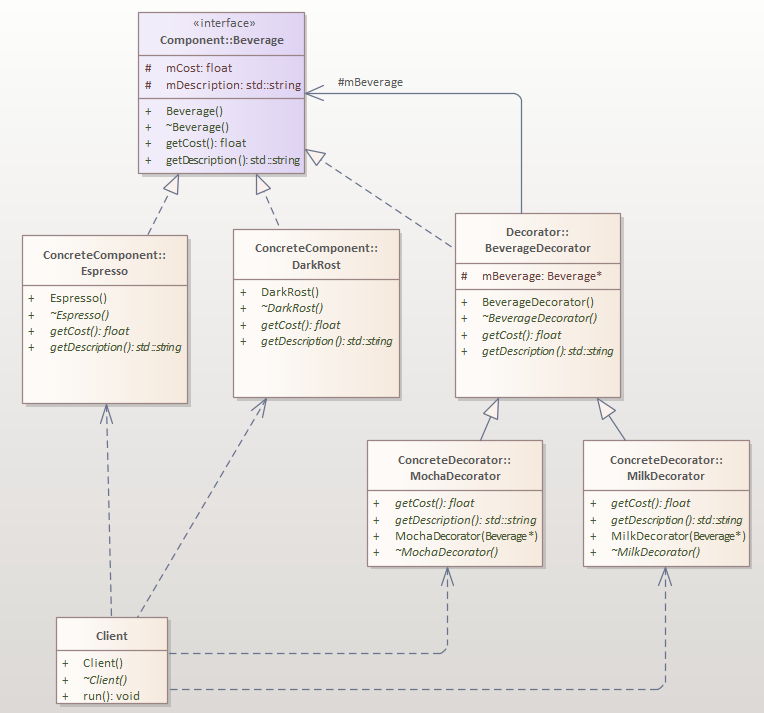 «interface»
Component::Beverage
# mCost: float
# mDescription: std::string
+ Beverage()
+ ~Beverage()
+ getCost(): float
+ getDescription(): std::string
#mBeverage
ConcreteComponent::
Espresso
+ Espresso()
+ ~Espresso()
+ getCost(): float
+ getDescription(): std::string
ConcreteComponent::
DarkRost
+ DarkRost()
+ ~DarkRost()
+ getCost(): float
+ getDescription(): std::string
Decorator::
BeverageDecorator
# mBeverage: Beverage*
+ BeverageDecorator()
+ ~BeverageDecorator()
+ getCost(): float
+ getDescription(): std::string
ConcreteDecorator::
MochaDecorator
+ getCost(): float
+ getDescription(): std::string
+ MochaDecorator(Beverage*)
+ ~MochaDecorator()
ConcreteDecorator::
MilkDecorator
+ getCost(): float
+ getDescription(): std::string
+ MilkDecorator(Beverage*)
+ ~MilkDecorator()
Client
+ Client()
+ ~Client()
+ run(): void